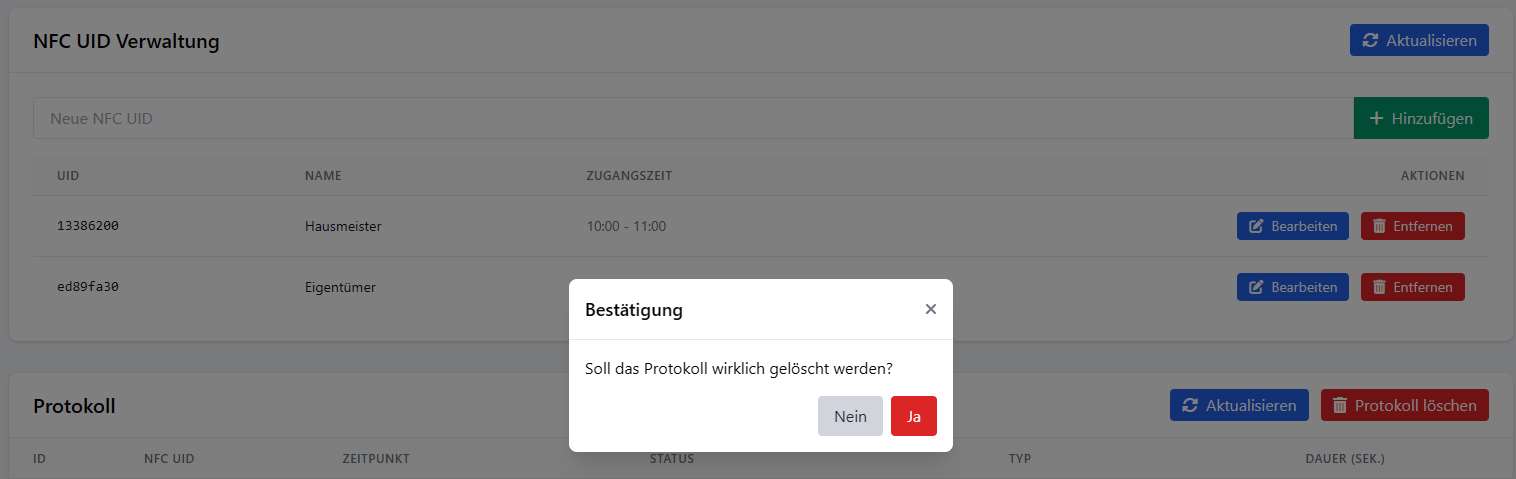 NFC UID Verwaltung
Aktualisieren
Neue NFC UID
Hinzufügen
UID NAME ZUGANGSZEIT AKTIONEN
13386200 Hausmeister 10:00 - 11:00 Bearbeiten Entfernen
ed89fa30 Eigentümer Bearbeiten Entfernen
Bestätigung
Soll das Protokoll wirklich gelöscht werden?
Nein Ja
Protokoll Aktualisieren Protokoll löschen
ID NFC UID ZEITPUNKT STATUS TYP DAUER (SEK.)